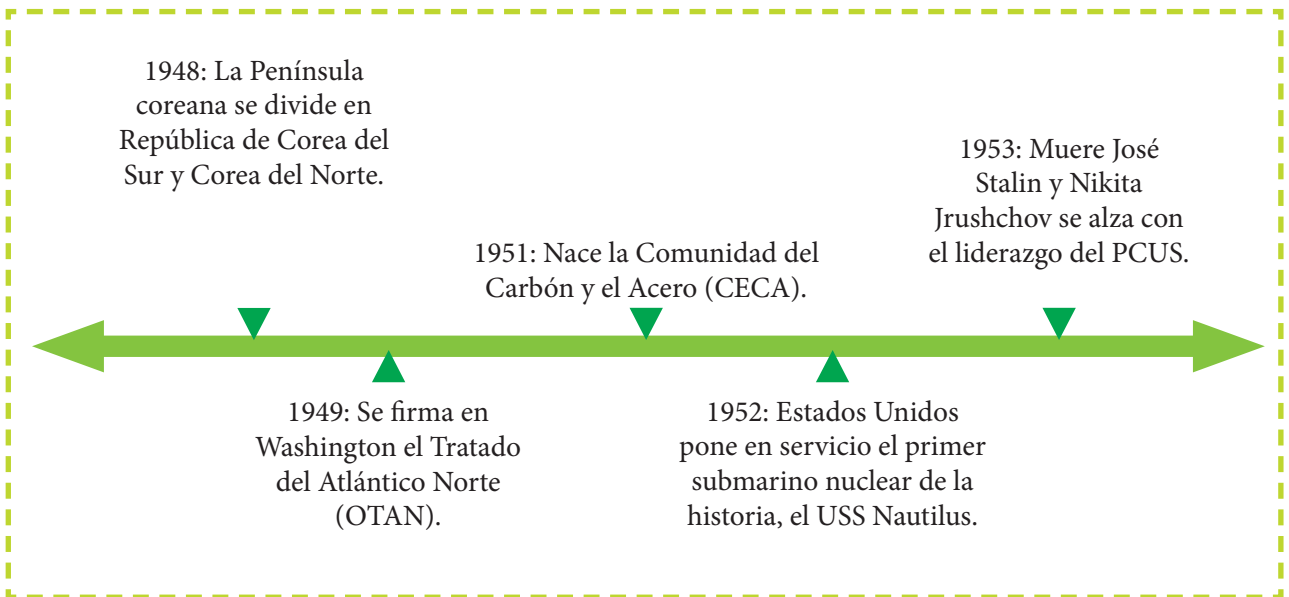 1948: La Península
coreana se divide en
República de Corea del
Sur y Corea del Norte.
1949: Se firma en
Washington el Tratado
del Atlántico Norte
(OTAN).
1951: Nace la Comunidad del
Carbón y el Acero (CECA).
1952: Estados Unidos
pone en servicio el primer
submarino nuclear de la
historia, el USS Nautilus.
1953: Muere José
Stalin y Nikita
Jrushchov se alza con
el liderazgo del PCUS.